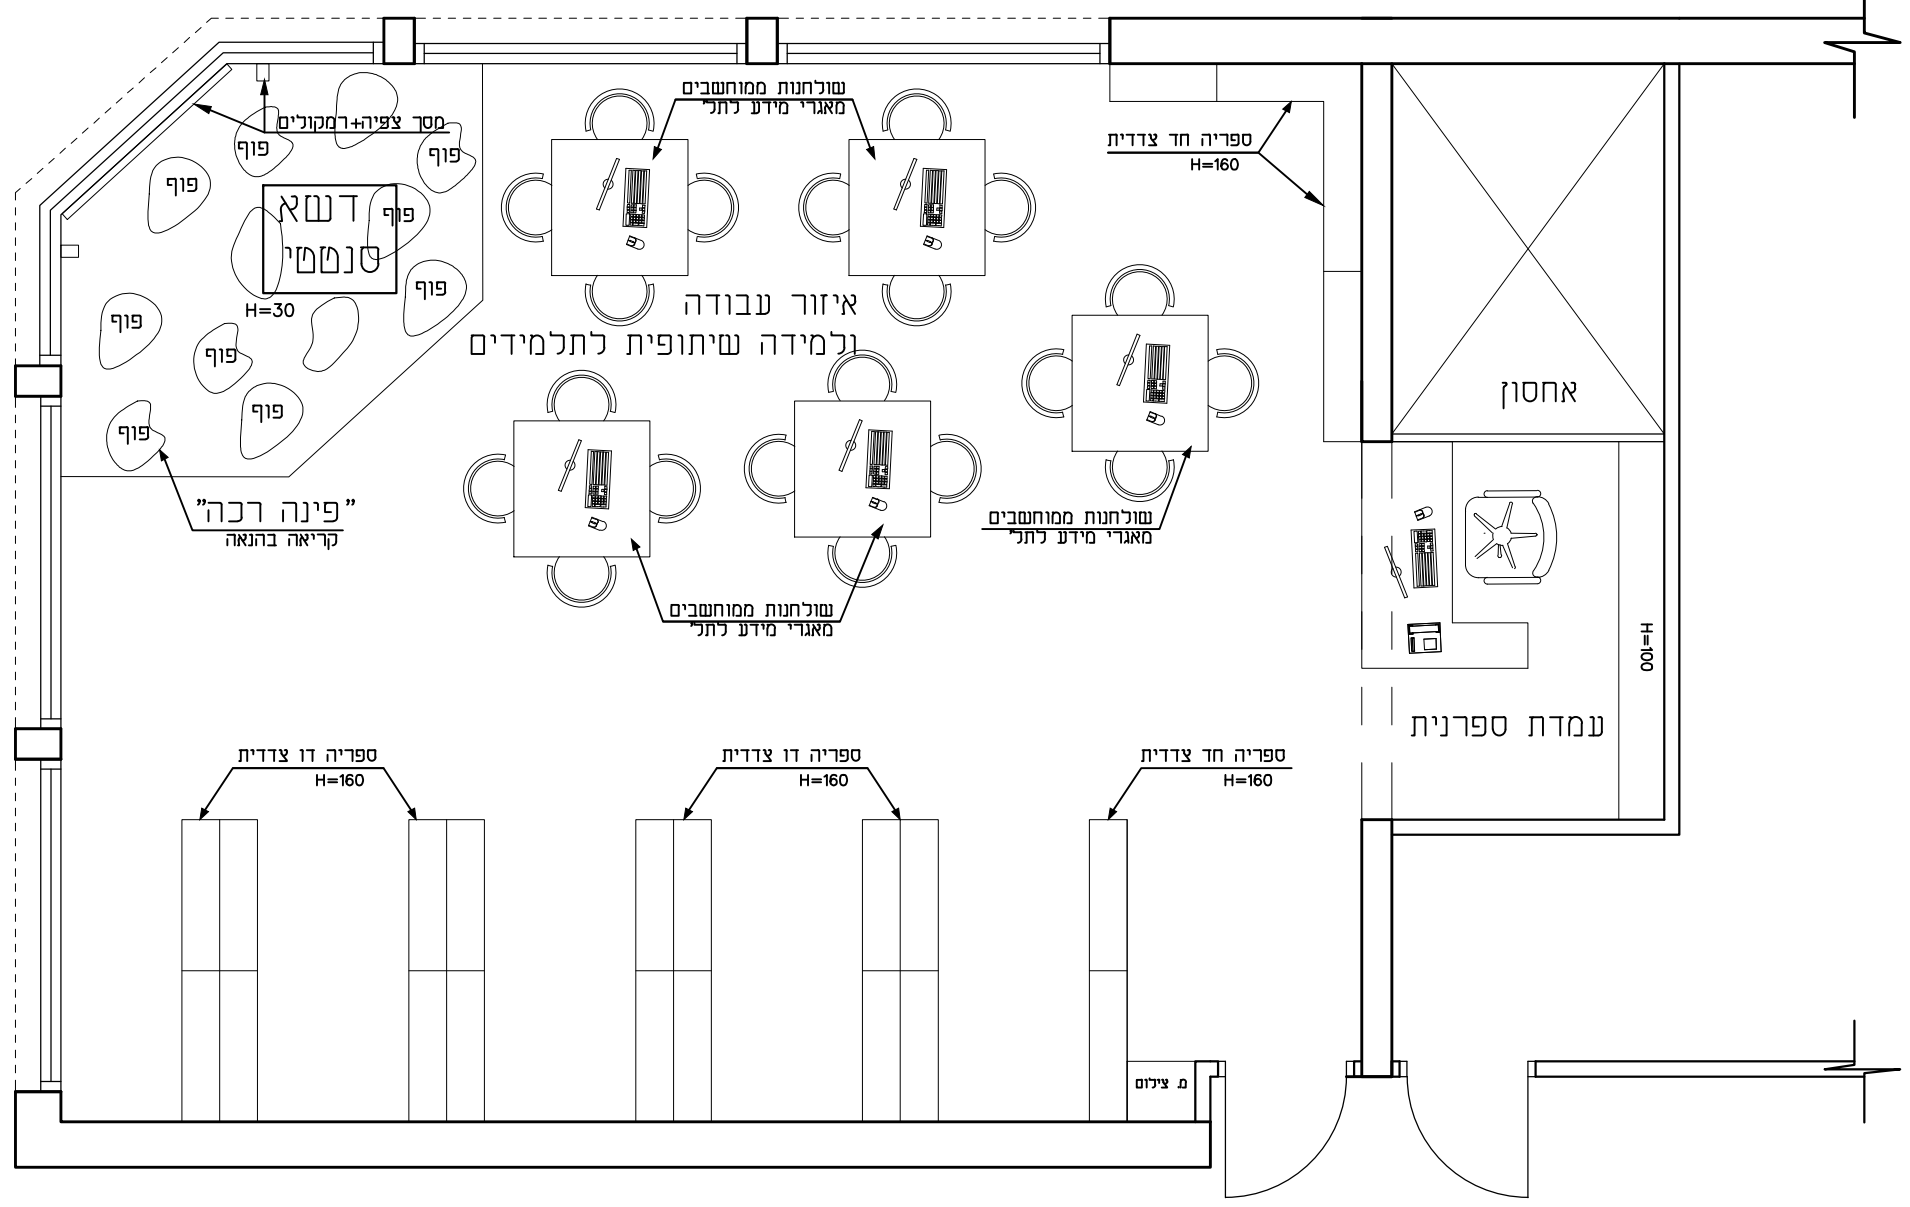 שולחנות ממוחשבים
מאגרי מידע לתל'
מסך צפיה+רמקולים
ספריה חד צדדית
H=160
פוף
פוף
פוף
פוף
דשא
סנטטי
H=30
פוף
פוף
פוף
פוף
פוף
איזור עבודה
ולמידה שיתופית לתלמידים
אחסון
"פינה רכה"
קריאה בהנאה
שולחנות ממוחשבים
מאגרי מידע לתל'
שולחנות ממוחשבים
מאגרי מידע לתל'
H=100
עמדת ספרנית
ספריה חד צדדית
H=160
ספריה דו צדדית
H=160
ספריה דו צדדית
H=160
מ. צילום